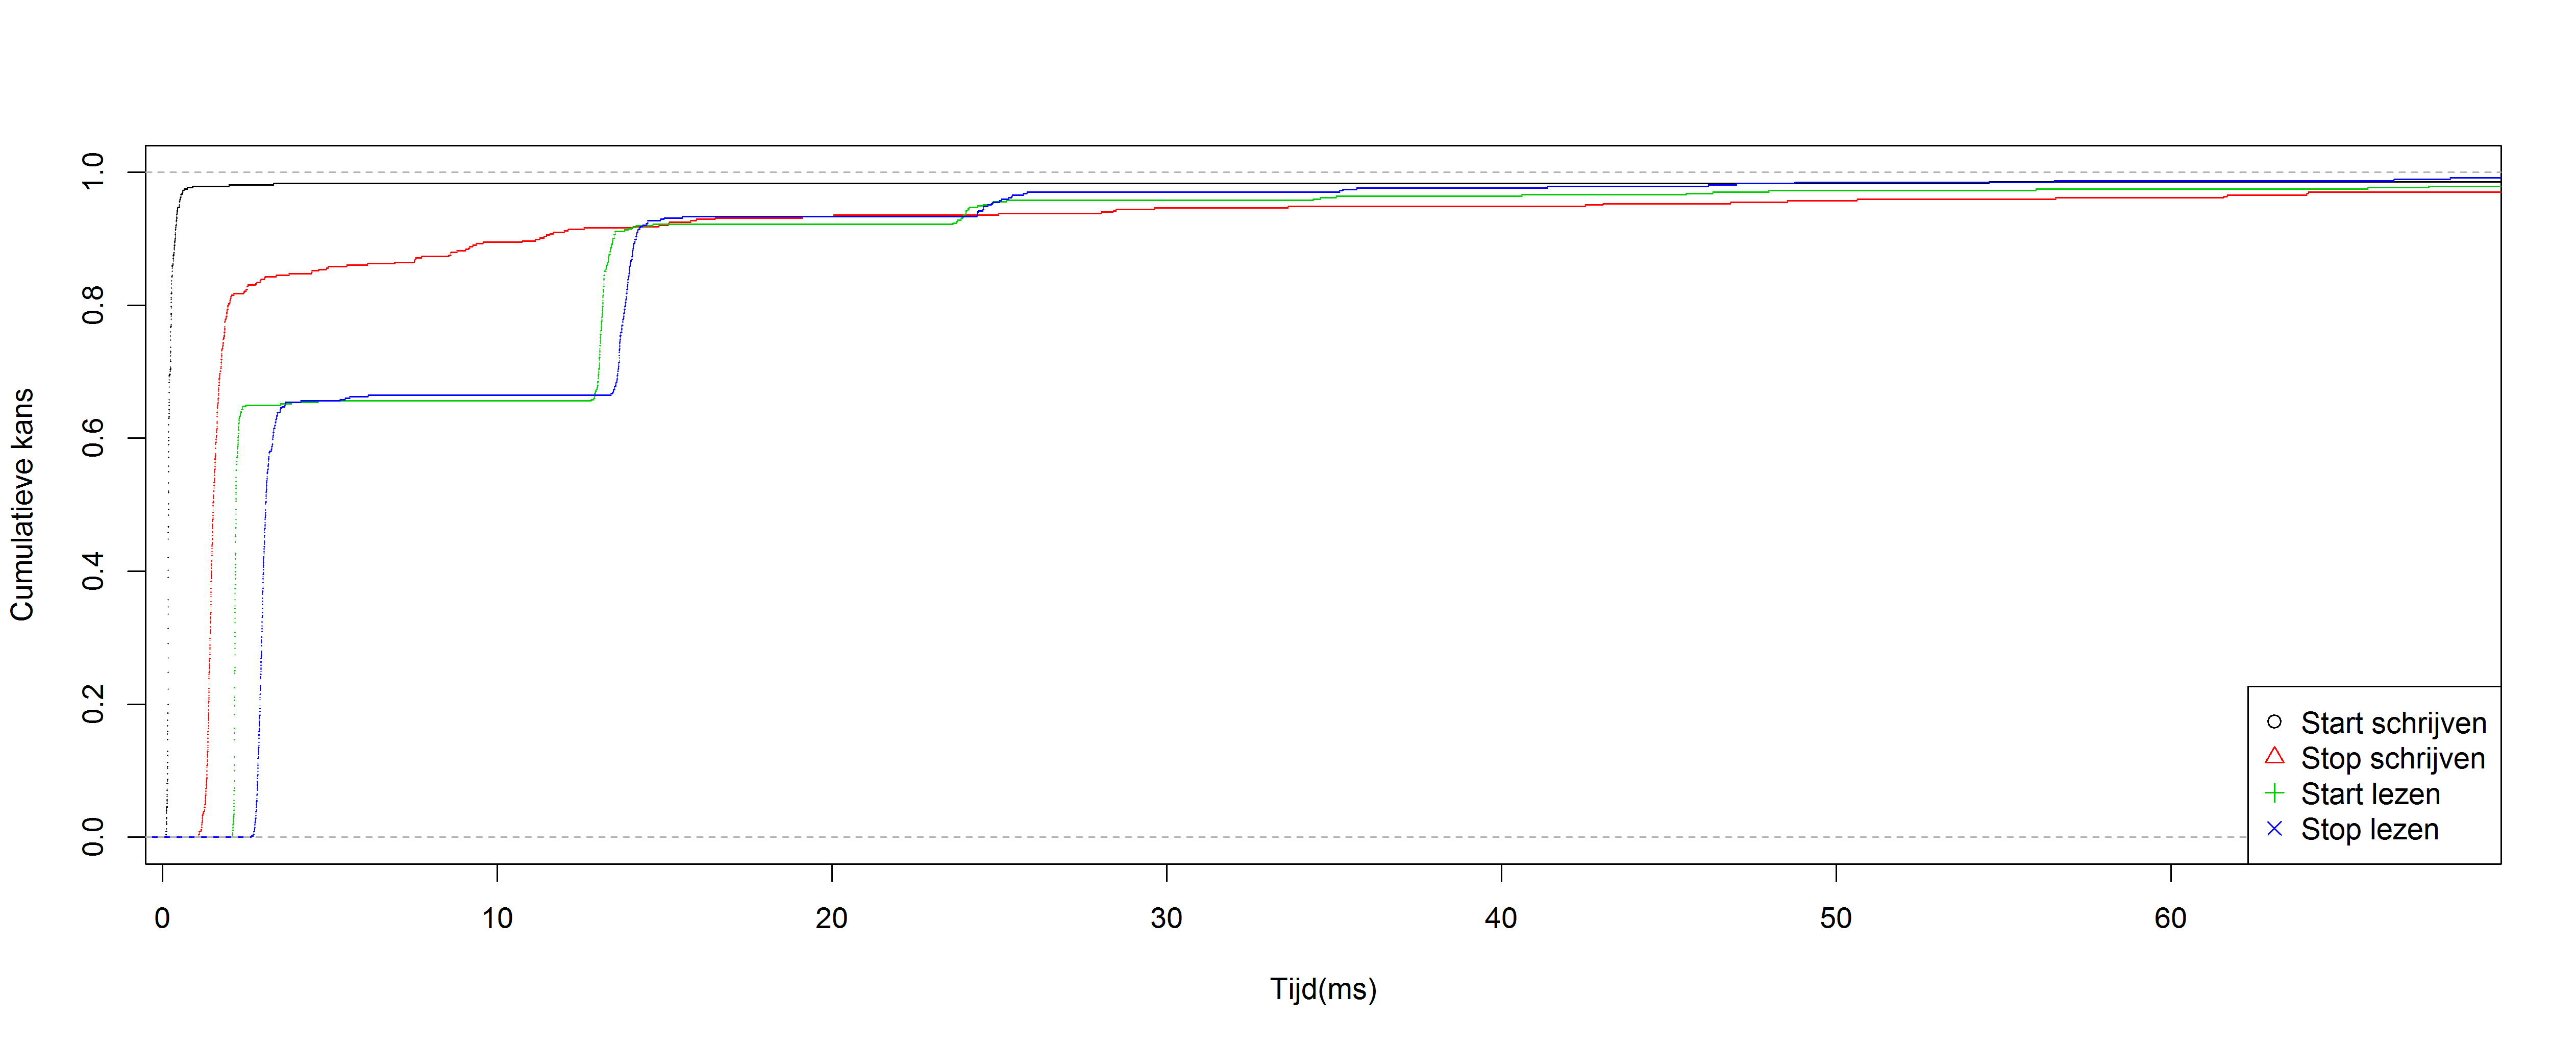 Cumulatieve kans
1.0
0.8
0.6
0.4
0.2
0.0
0 10 20 30 40 50 60
Tijd(ms)
Start schrijven
Stop schrijven
Start lezen
Stop lezen